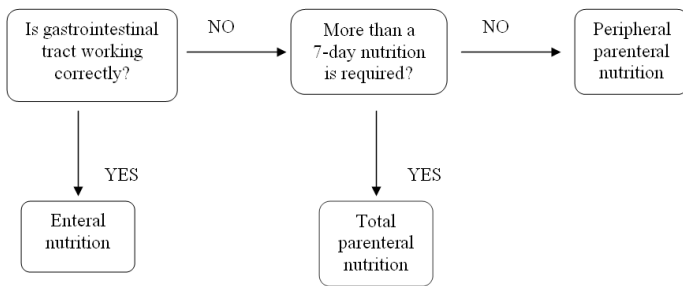 Is gastrointestinal
tract working
correctly?
NO
More than a
7-day nutrition
is required?
NO
Peripheral
parenteral
nutrition
YES
YES
Enteral
nutrition
Total
parenteral
nutrition